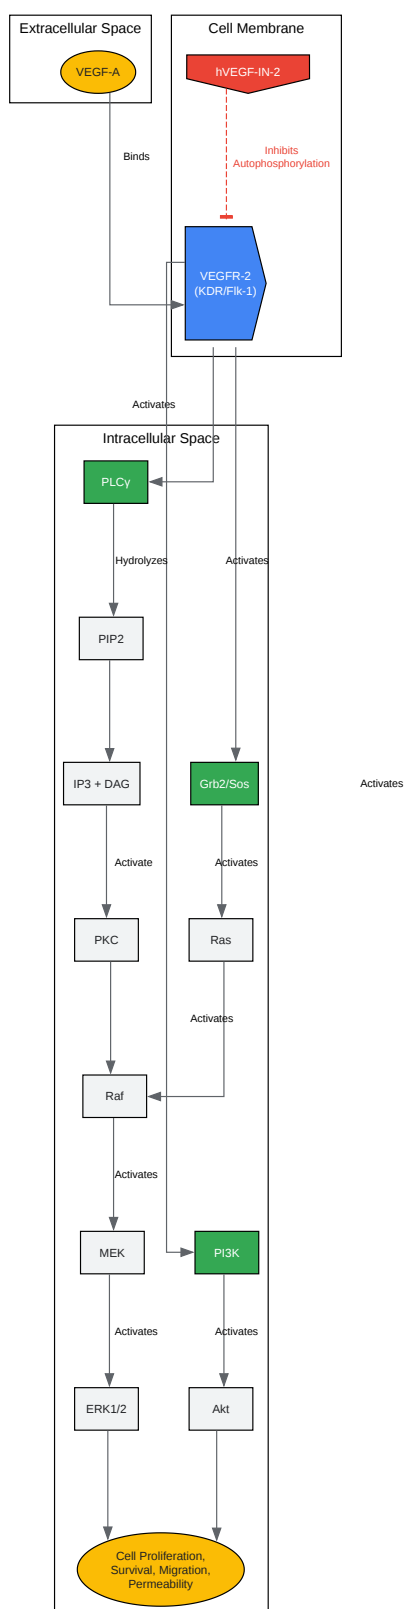 Extracellular Space
Cell Membrane
VEGF-A
hVEGF-IN-2
Binds
Inhibits
Autophosphorylation
VEGFR-2
(KDR/Flk-1)
Activates
Intracellular Space
PLCγ
Hydrolyzes
Activates
PIP2
IP3 + DAG
Grb2/Sos
Activates
Activate
Activates
PKC
Ras
Activates
Raf
Activates
MEK
PI3K
Activates
Activates
ERK1/2
Akt
Cell Proliferation,
Survival, Migration,
Permeability